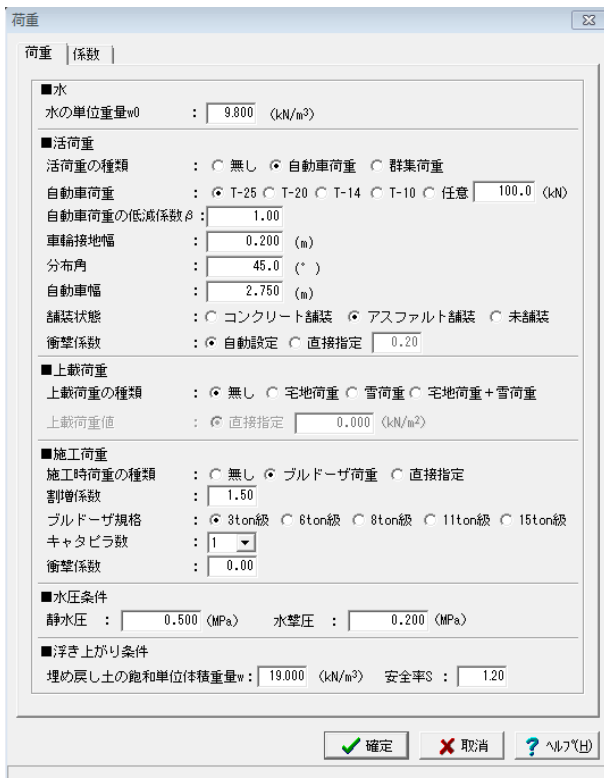 荷重
荷重 係数
■水
水の単位重量w0 : 9.800 (kN/m³)
■活荷重
活荷重の種類 : 無し 自動車荷重 群集荷重
自動車荷重 : T-25 T-20 T-14 T-10 任意 100.0 (kN)
自動車荷重の低減係数β : 1.00
車輪接地幅 : 0.200 (m)
分布角 : 45.0 (°)
自動車幅 : 2.750 (m)
舗装状態 : コンクリート舗装 アスファルト舗装 未舗装
衝撃係数 : 自動設定 直接指定 0.20
■上載荷重
上載荷重の種類 : 無し 宅地荷重 雪荷重 宅地荷重+雪荷重
上載荷重値 : 直接指定 0.000 (kN/m²)
■施工荷重
施工時荷重の種類 : 無し ブルドーザ荷重 直接指定
割増係数 : 1.50
ブルドーザ規格 : 3ton級 6ton級 8ton級 11ton級 15ton級
キャタピラ数 : 1
衝撃係数 : 0.00
■水圧条件
静水圧 : 0.500 (MPa) 水撃圧 : 0.200 (MPa)
■浮き上がり条件
埋め戻し土の飽和単位体積重量w : 19.000 (kN/m³) 安全率S : 1.20
確定 取消 ? ヘルプ(H)